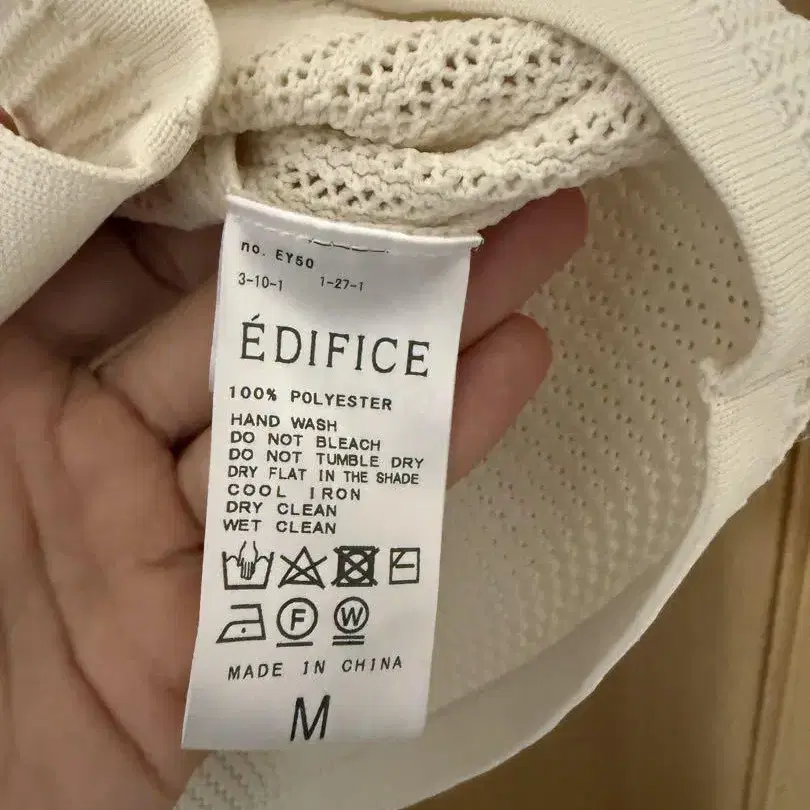 no. EY50
3-10-1 1-27-1
ÉDIFICE
100% POLYESTER
HAND WASH
DO NOT BLEACH
DO NOT TUMBLE DRY
DRY FLAT IN THE SHADE
COOL IRON
DRY CLEAN
WET CLEAN
F W
MADE IN CHINA
M